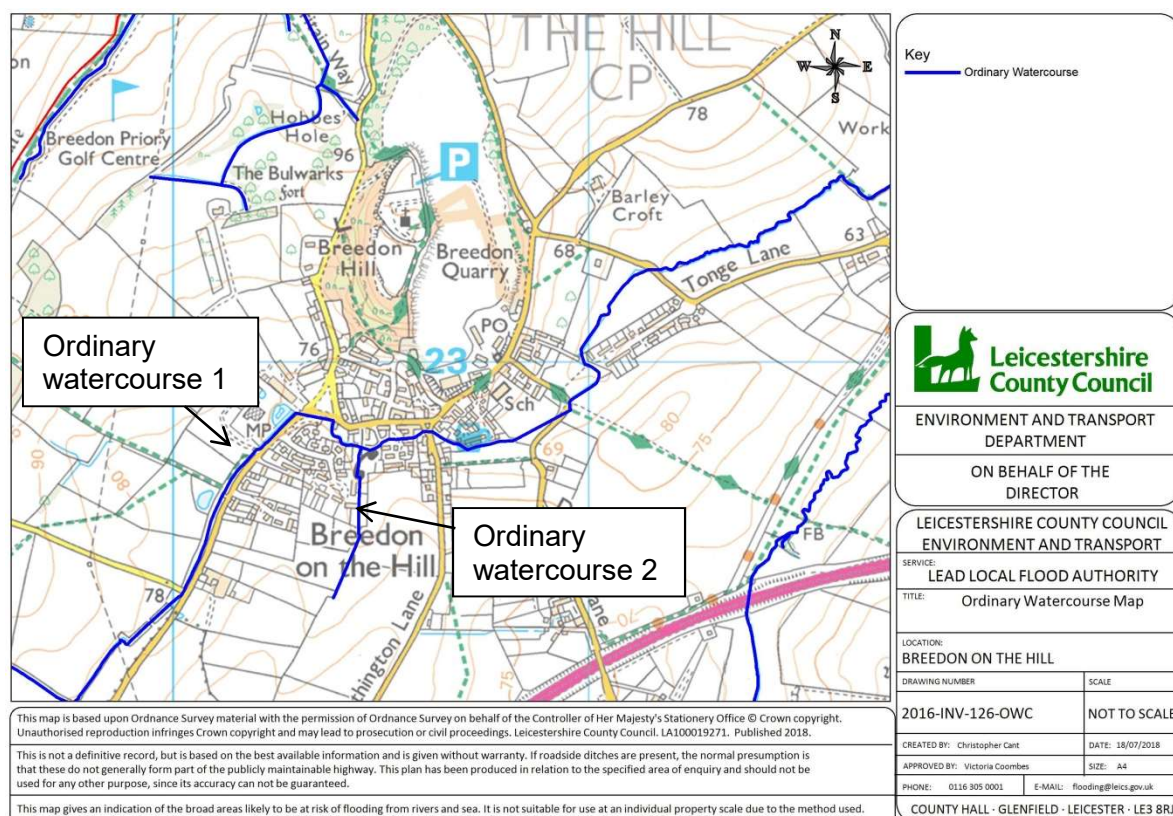 THE HILL
CP
N
W E
S
78
Work
Breedon Priory
Golf Centre
Hobbes
Hole
96
The Bulwarks
fort
P
Barley
Croft
Breedon
Hill
Breedon
Quarry
68
Tonge Lane
63
Ordinary
watercourse 1
76
PO
23
Sch
MP
69
80
75
90
80
Breedon
on the Hill
Ordinary
watercourse 2
FB
78
70
75
Key
Ordinary Watercourse
Leicestershire
County Council
ENVIRONMENT AND TRANSPORT
DEPARTMENT
ON BEHALF OF THE
DIRECTOR
LEICESTERSHIRE COUNTY COUNCIL
ENVIRONMENT AND TRANSPORT
SERVICE:
LEAD LOCAL FLOOD AUTHORITY
TITLE:
Ordinary Watercourse Map
LOCATION:
BREEDON ON THE HILL
DRAWING NUMBER SCALE
2016-INV-126-OWC NOT TO SCALE
CREATED BY: Christopher Cant DATE: 18/07/2018
APPROVED BY: Victoria Coombes SIZE: A4
PHONE: 0116 305 0001 E-MAIL: flooding@leics.gov.uk
COUNTY HALL · GLENFIELD · LEICESTER · LE3 8RJ
This map is based upon Ordnance Survey material with the permission of Ordnance Survey on behalf of the Controller of Her Majesty's Stationery Office © Crown copyright.
Unauthorised reproduction infringes Crown copyright and may lead to prosecution or civil proceedings. Leicestershire County Council. LA100019271. Published 2018.
This is not a definitive record, but is based on the best available information and is given without warranty. If roadside ditches are present, the normal presumption is
that these do not generally form part of the publicly maintainable highway. This plan has been produced in relation to the specified area of enquiry and should not be
used for any other purpose, since its accuracy can not be guaranteed.
This map gives an indication of the broad areas likely to be at risk of flooding from rivers and sea. It is not suitable for use at an individual property scale due to the method used.